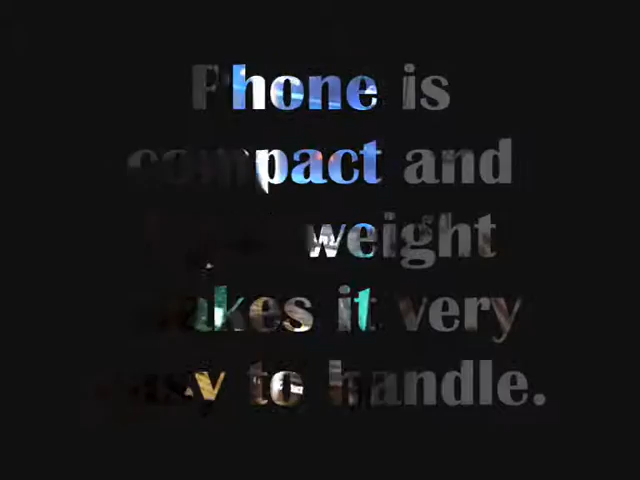 Phone is
compact and
weight
makes it very
easy to handle.